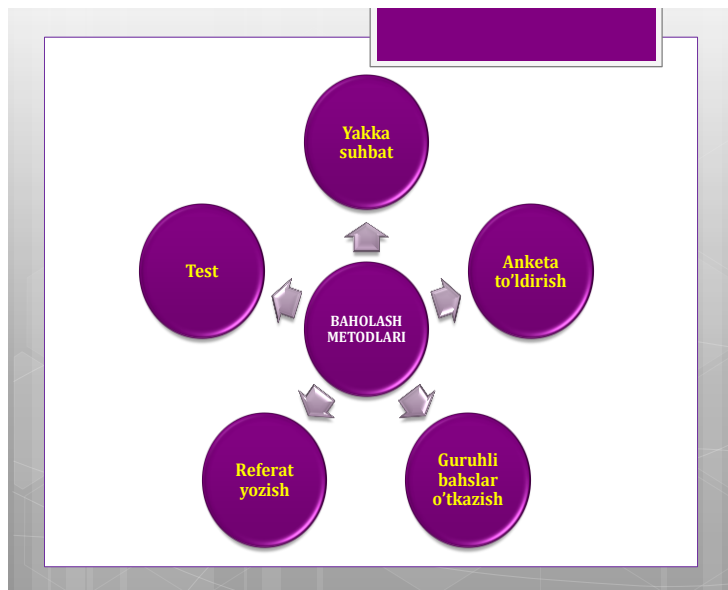 Yakka
suhbat
Anketa
to’ldirish
Guruhli
bahslar
o’tkazish
Referat
yozish
Test
BAHOLASH
METODLARI